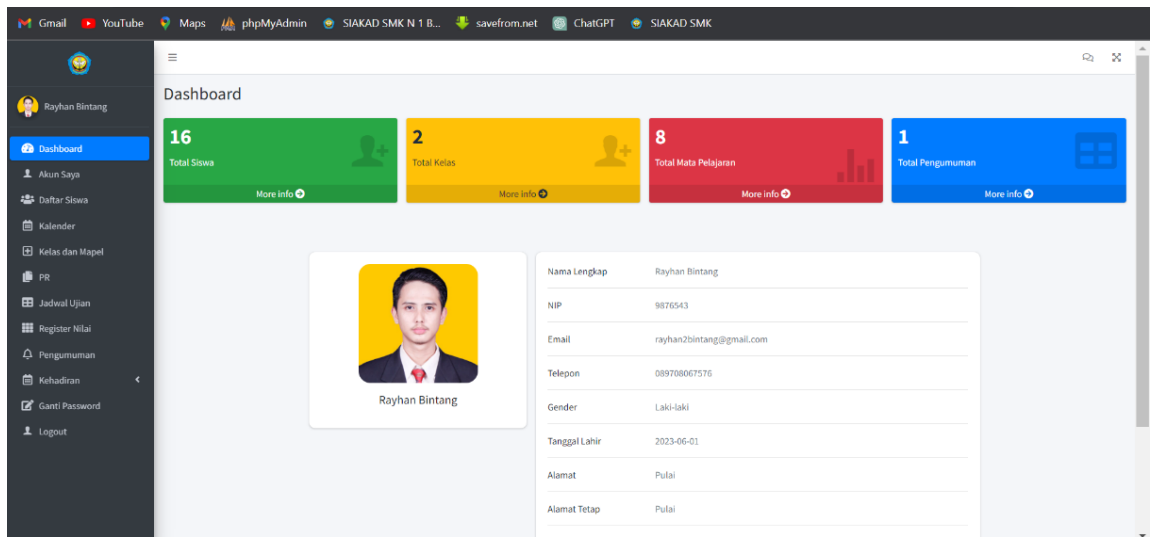 Gmail YouTube Maps phpMyAdmin SIAKAD SMK N 1 B... savefrom.net ChatGPT SIAKAD SMK
Rayhan Bintang
Dashboard
Akun Saya
Daftar Siswa
Kalender
Kelas dan Mapel
PR
Jadwal Ujian
Register Nilai
Pengumuman
Kehadiran
Ganti Password
Logout
Dashboard
16
Total Siswa
More info
2
Total Kelas
More info
8
Total Mata Pelajaran
More info
1
Total Pengumuman
More info
Rayhan Bintang
Nama Lengkap Rayhan Bintang
NIP 9876543
Email rayhan2bintang@gmail.com
Telepon 089708067576
Gender Laki-laki
Tanggal Lahir 2023-06-01
Alamat Pulai
Alamat Tetap Pulai